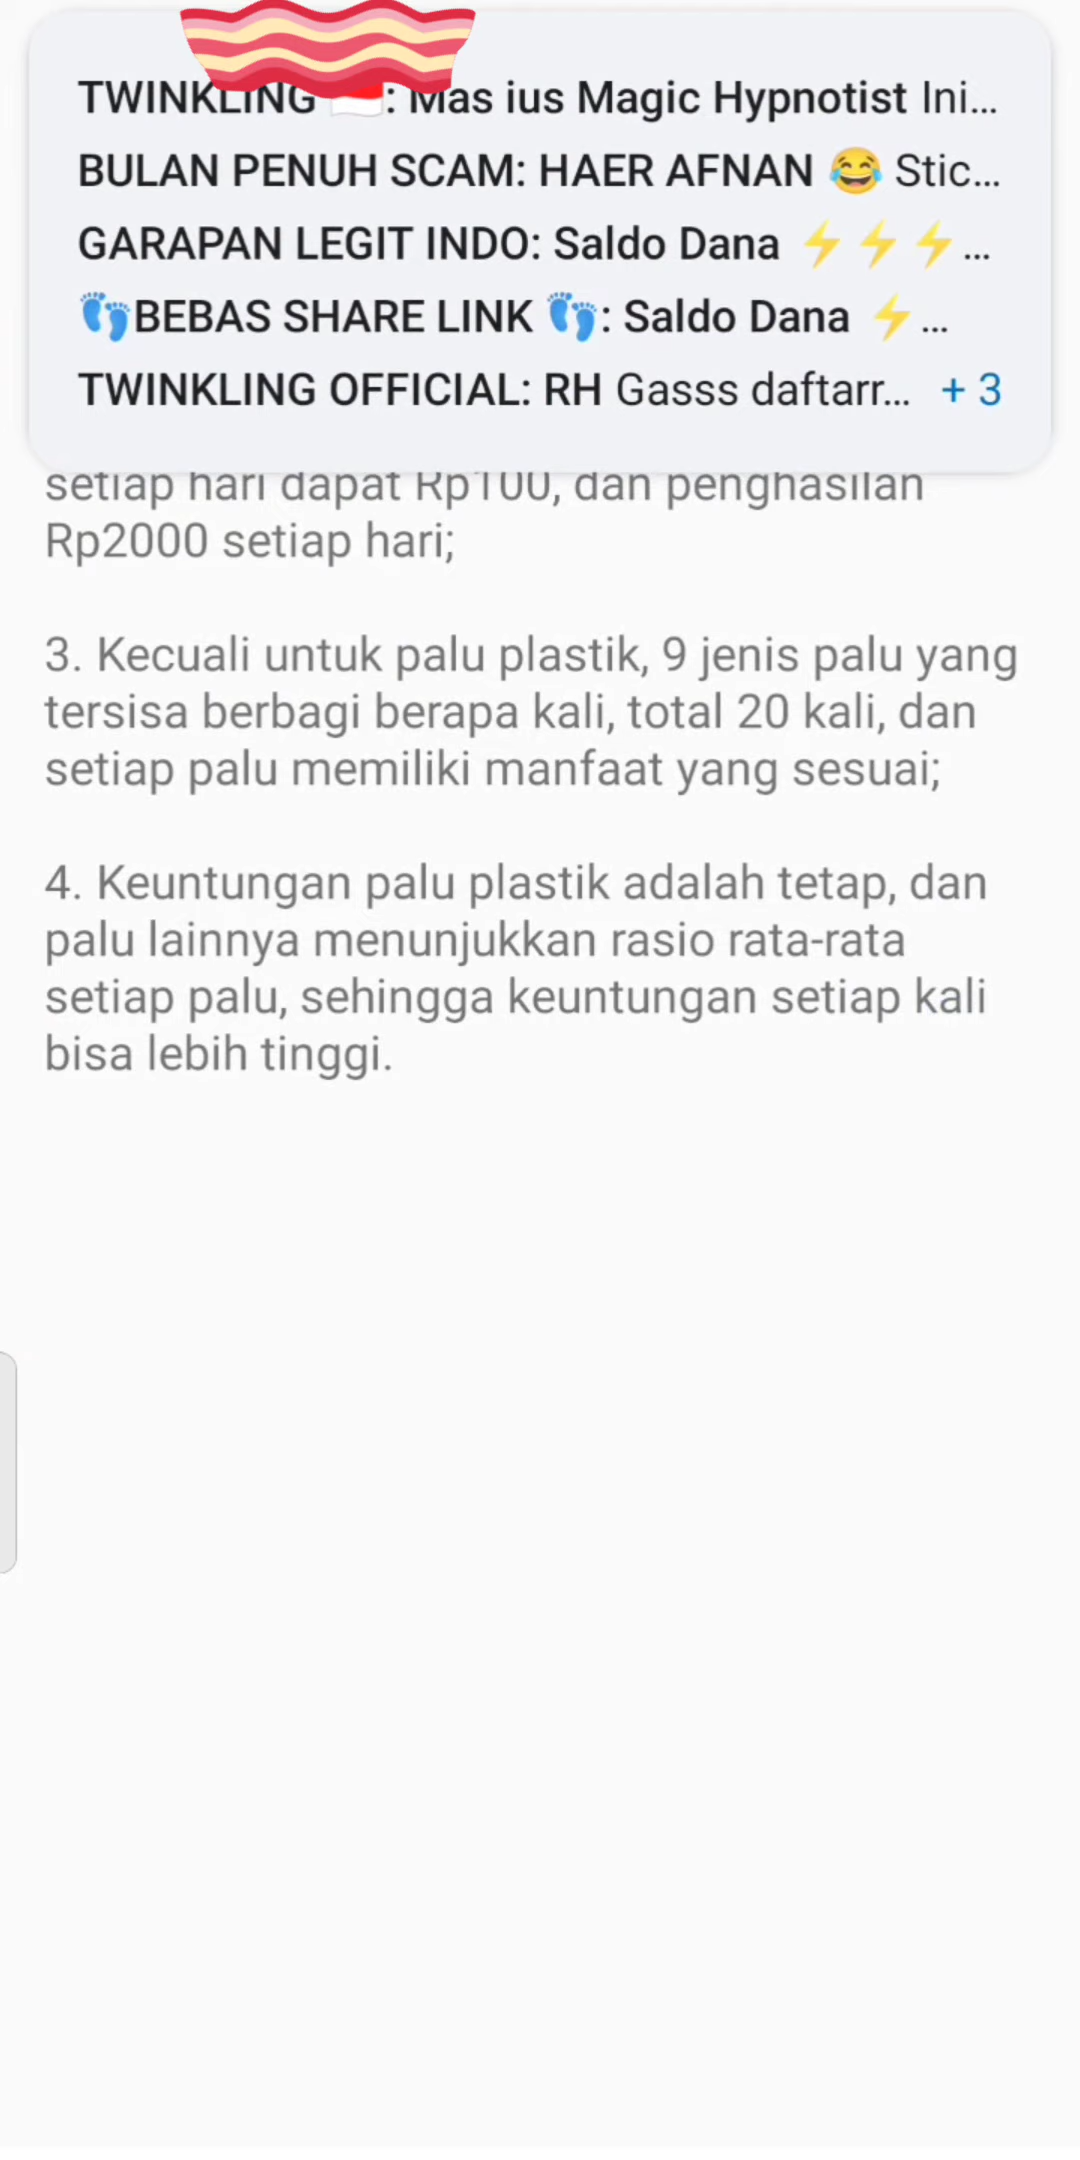 TWINKLING 🇮🇩: Mas ius Magic Hypnotist Ini...
BULAN PENUH SCAM: HAER AFNAN 😂 Stic...
GARAPAN LEGIT INDO: Saldo Dana ⚡⚡⚡...
👣BEBAS SHARE LINK 👣: Saldo Dana ⚡...
TWINKLING OFFICIAL: RH Gasss daftarr... + 3
setiap hari dapat Rp100, dan penghasilan
Rp2000 setiap hari;
3. Kecuali untuk palu plastik, 9 jenis palu yang
tersisa berbagi berapa kali, total 20 kali, dan
setiap palu memiliki manfaat yang sesuai;
4. Keuntungan palu plastik adalah tetap, dan
palu lainnya menunjukkan rasio rata-rata
setiap palu, sehingga keuntungan setiap kali
bisa lebih tinggi.